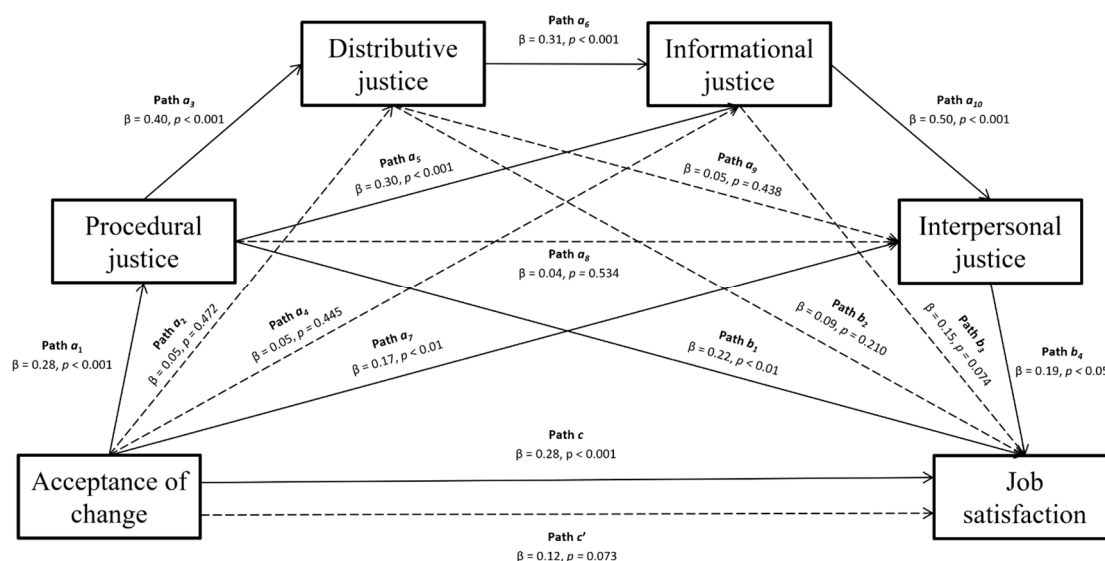 Path a6
β = 0.31, p < 0.001
Distributive
justice
Informational
justice
Path a3
β = 0.40, p < 0.001
Path a10
β = 0.50, p < 0.001
Path a5
β = 0.30, p < 0.001
Path a9
β = 0.05, p = 0.438
Procedural
justice
Interpersonal
justice
Path a8
β = 0.04, p = 0.534
Path a1
β = 0.28, p < 0.001
Path a2
β = 0.05, p = 0.472
Path a4
β = 0.05, p = 0.445
Path a7
β = 0.17, p < 0.01
Path b1
β = 0.22, p < 0.01
Path b2
β = 0.09, p = 0.210
Path b3
β = 0.15, p = 0.074
Path b4
β = 0.19, p < 0.05
Path c
β = 0.28, p < 0.001
Acceptance of
change
Job
satisfaction
Path c'
β = 0.12, p = 0.073